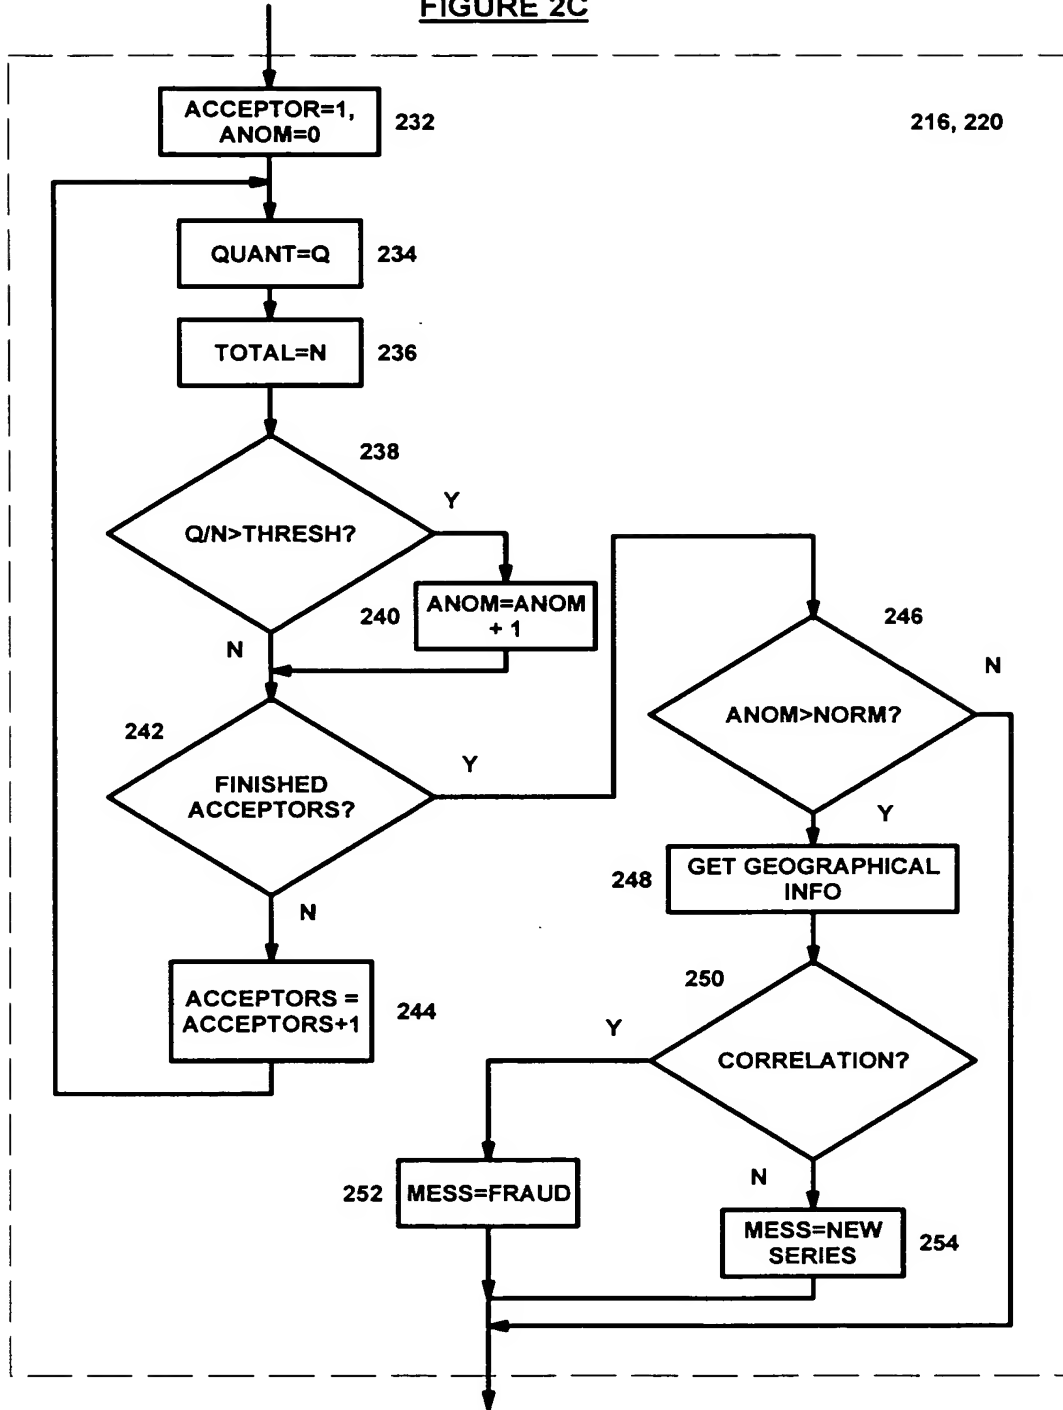 FIGURE 2C
ACCEPTOR=1,
ANOM=0
232
216, 220
QUANT=Q
234
TOTAL=N
236
238
Q/N>THRESH?
Y
N
240
ANOM=ANOM
+ 1
242
FINISHED
ACCEPTORS?
Y
N
ACCEPTORS =
ACCEPTORS+1
244
246
ANOM>NORM?
N
Y
248
GET GEOGRAPHICAL
INFO
250
CORRELATION?
Y
N
252
MESS=FRAUD
MESS=NEW
SERIES
254